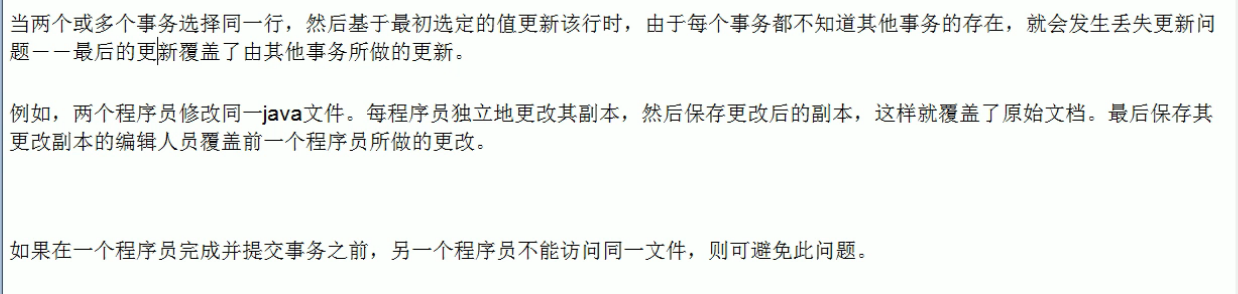 当两个或多个事务选择同一行，然后基于最初选定的值更新该行时，由于每个事务都不知道其他事务的存在，就会发生丢失更新问
题－－最后的更新覆盖了由其他事务所做的更新。
例如，两个程序员修改同一java文件。每程序员独立地更改其副本，然后保存更改后的副本，这样就覆盖了原始文档。最后保存其
更改副本的编辑人员覆盖前一个程序员所做的更改。
如果在一个程序员完成并提交事务之前，另一个程序员不能访问同一文件，则可避免此问题。